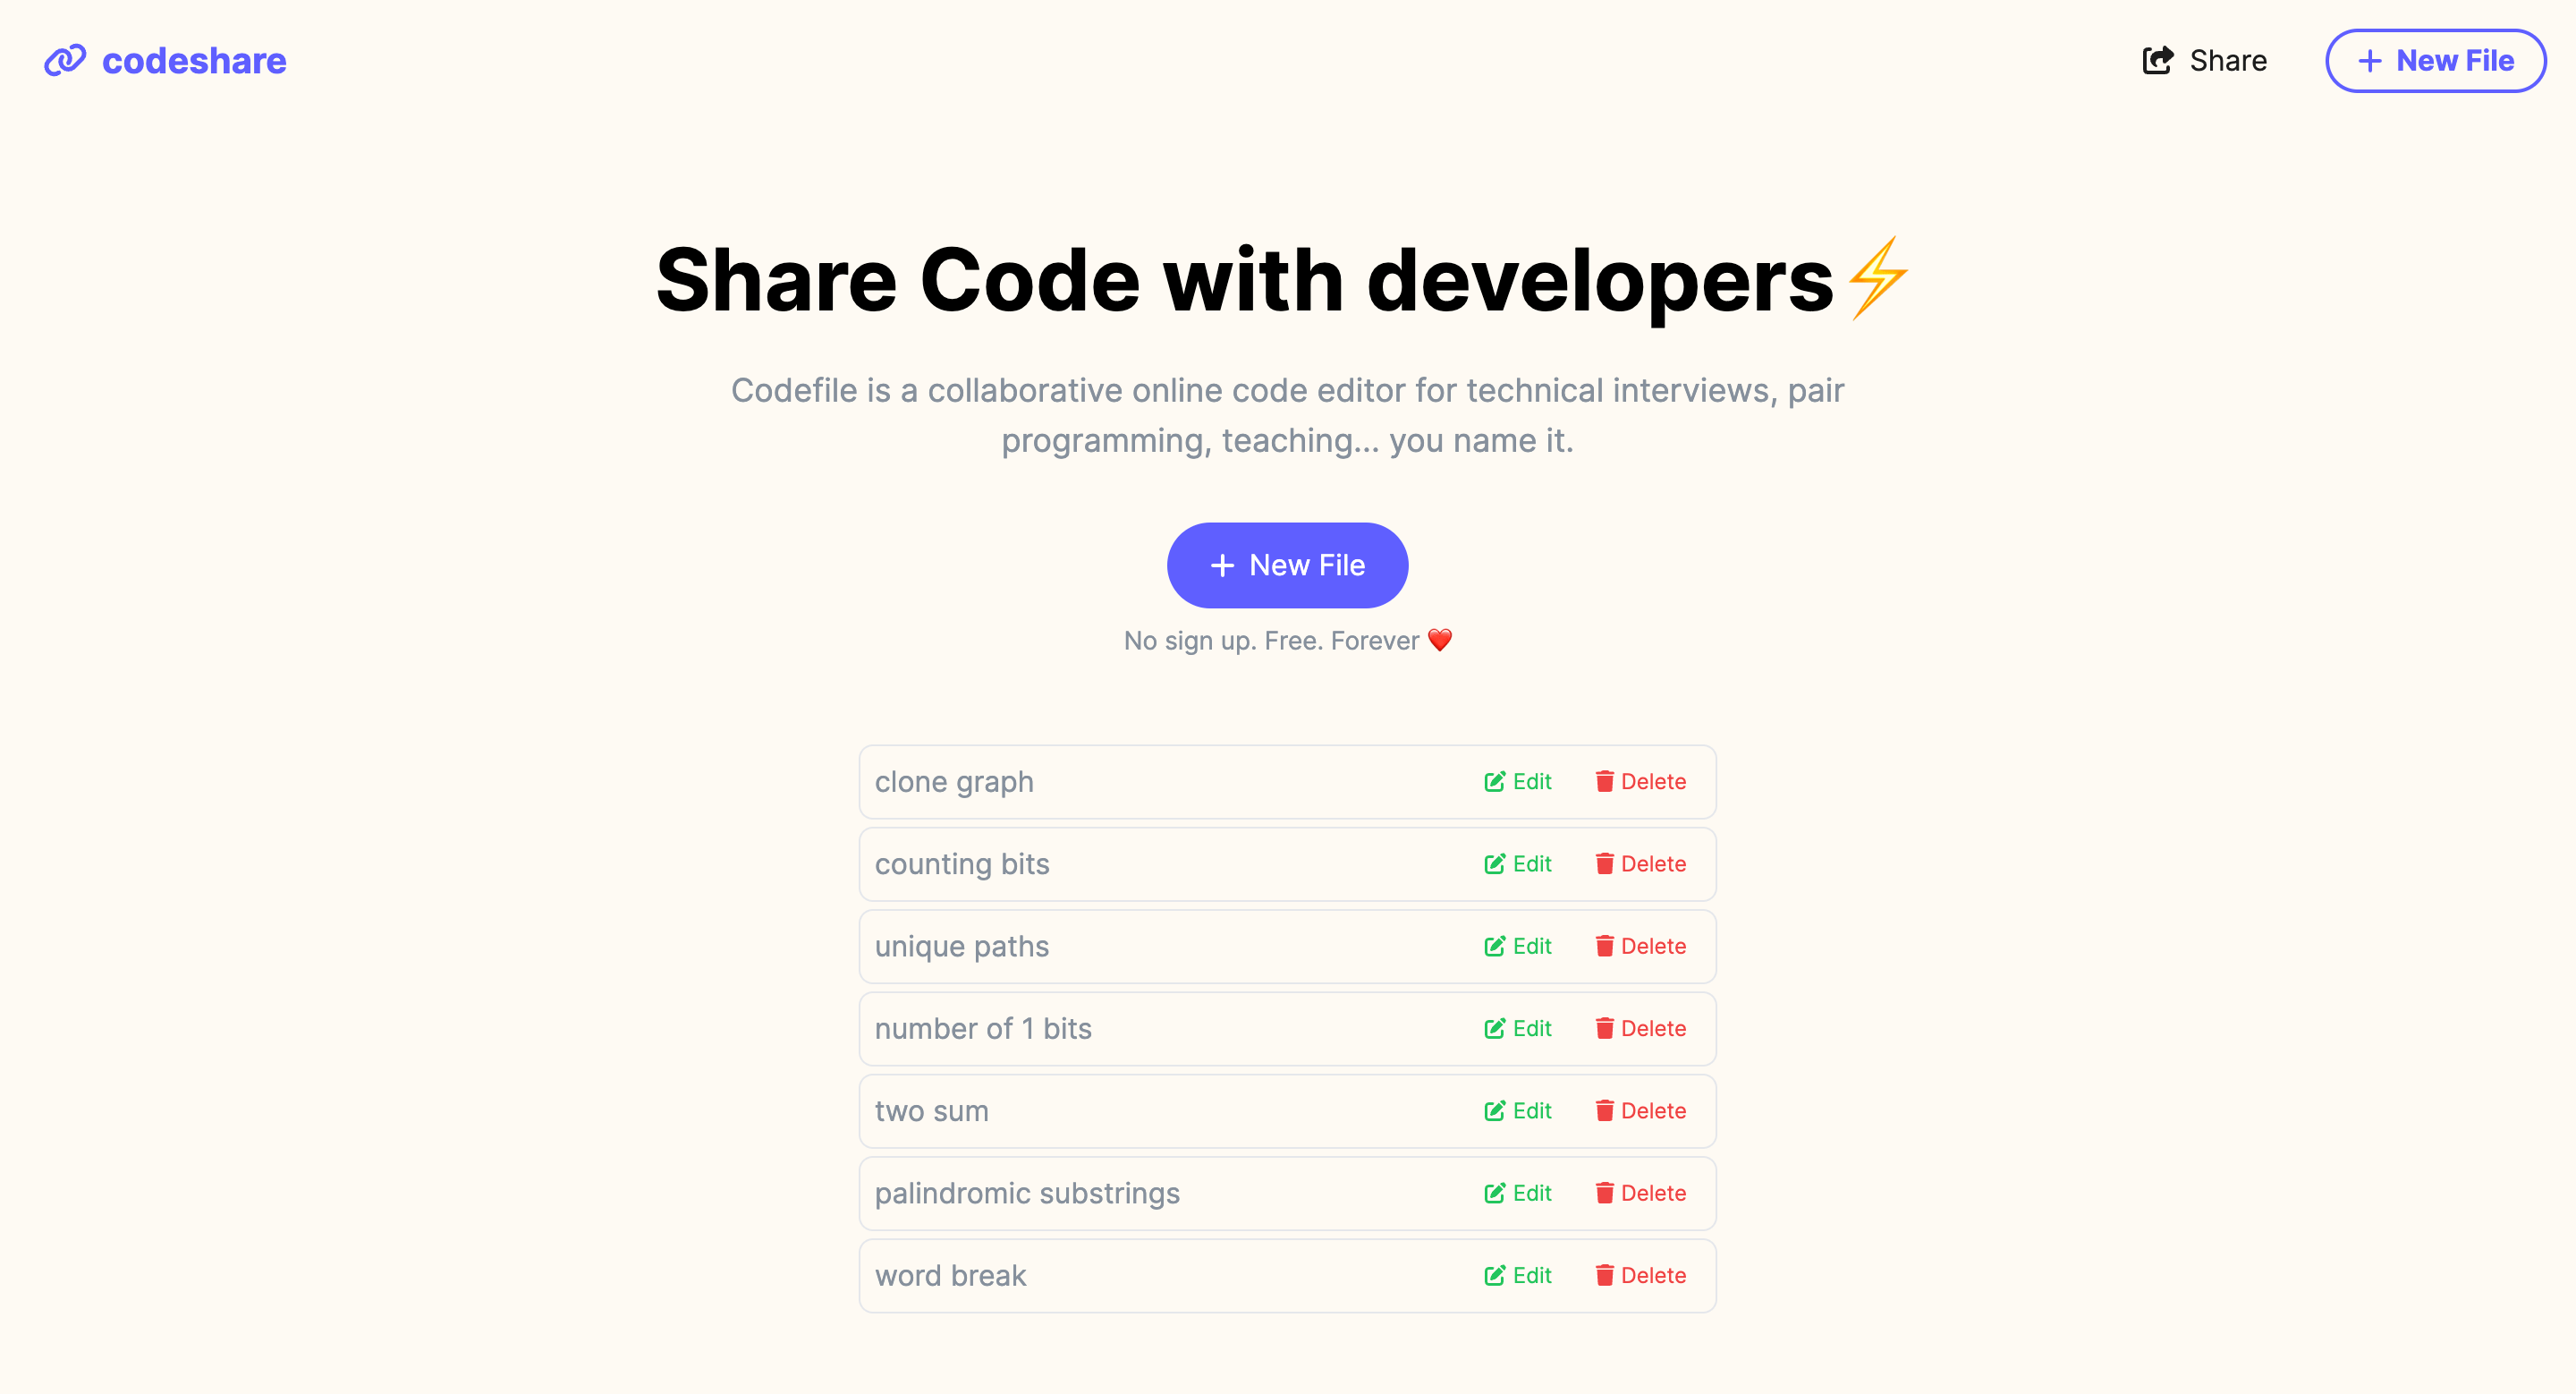 codeshare
Share
New File
Share Code with developers⚡
Codefile is a collaborative online code editor for technical interviews, pair
programming, teaching... you name it.
New File
No sign up. Free. Forever ❤️
clone graph Edit Delete
counting bits Edit Delete
unique paths Edit Delete
number of 1 bits Edit Delete
two sum Edit Delete
palindromic substrings Edit Delete
word break Edit Delete